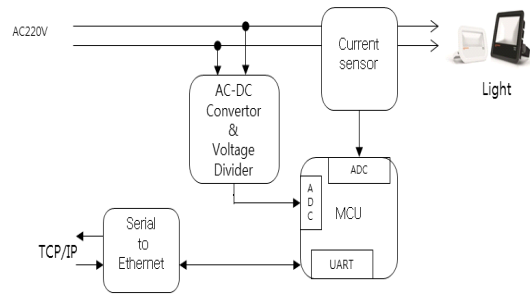 AC220V
Current
sensor
Light
AC-DC
Convertor
&
Voltage
Divider
ADC
A
D
C
MCU
Serial
to
Ethernet
TCP/IP
UART